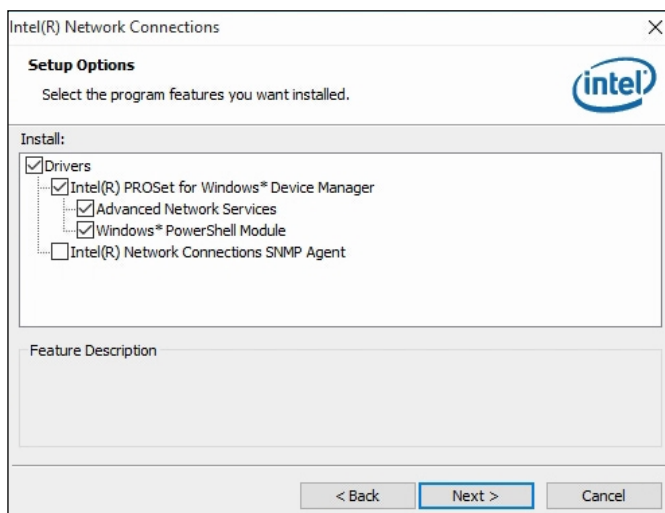 Intel(R) Network Connections
Setup Options
Select the program features you want installed.
intel
Install:
Drivers
Intel(R) PROSet for Windows* Device Manager
Advanced Network Services
Windows* PowerShell Module
Intel(R) Network Connections SNMP Agent
Feature Description
< Back Next > Cancel